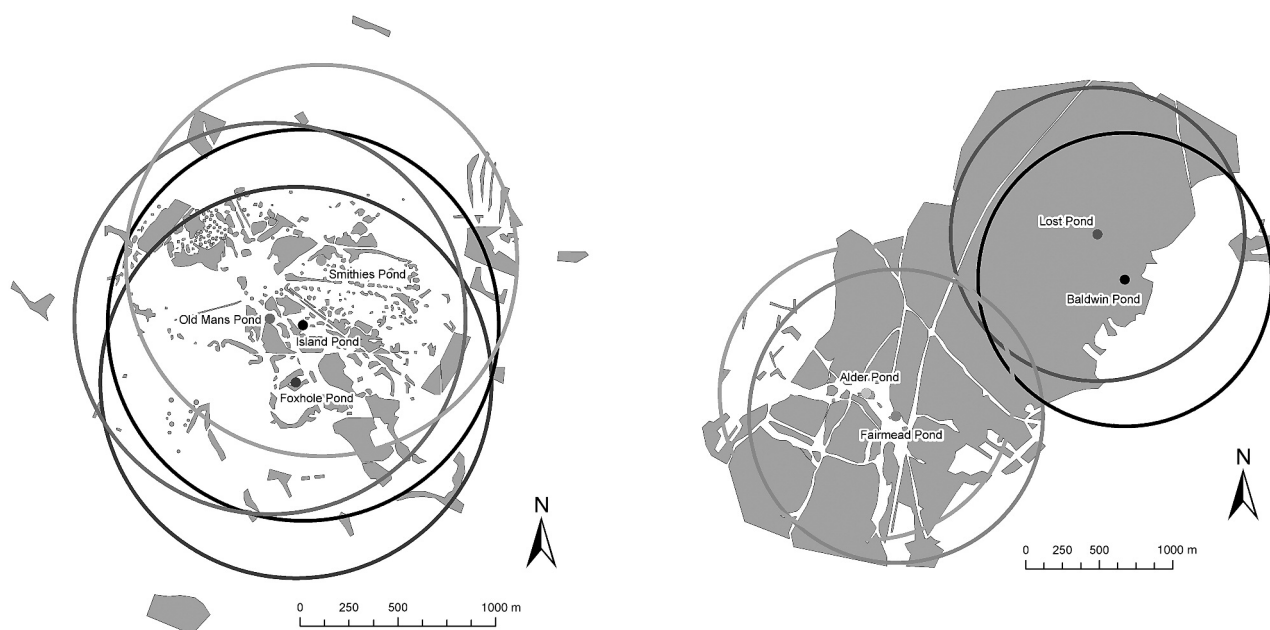 Smithies Pond
Old Mans Pond
Island Pond
Foxhole Pond
N
0 250 500 1000 m
Lost Pond
Baldwin Pond
Alder Pond
Fairmead Pond
N
0 250 500 1000 m